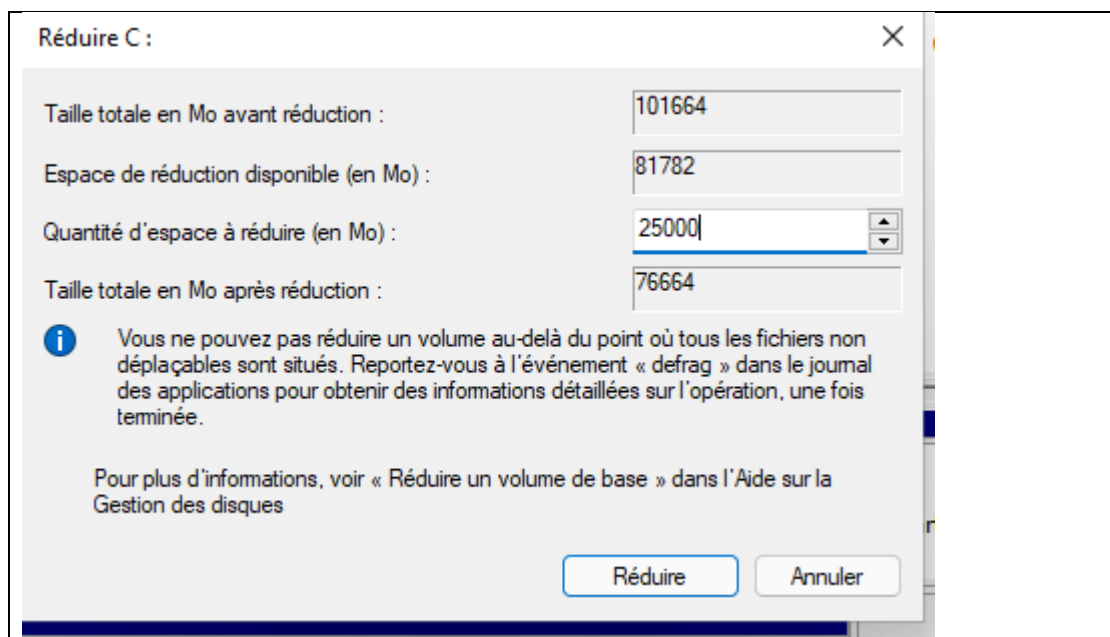 Réduire C :
Taille totale en Mo avant réduction : 101664
Espace de réduction disponible (en Mo) : 81782
Quantité d'espace à réduire (en Mo) : 25000
Taille totale en Mo après réduction : 76664
Vous ne pouvez pas réduire un volume au-delà du point où tous les fichiers non
déplaçables sont situés. Reportez-vous à l'événement « defrag » dans le journal
des applications pour obtenir des informations détaillées sur l'opération, une fois
terminée.
Pour plus d'informations, voir « Réduire un volume de base » dans l'Aide sur la
Gestion des disques
Réduire Annuler